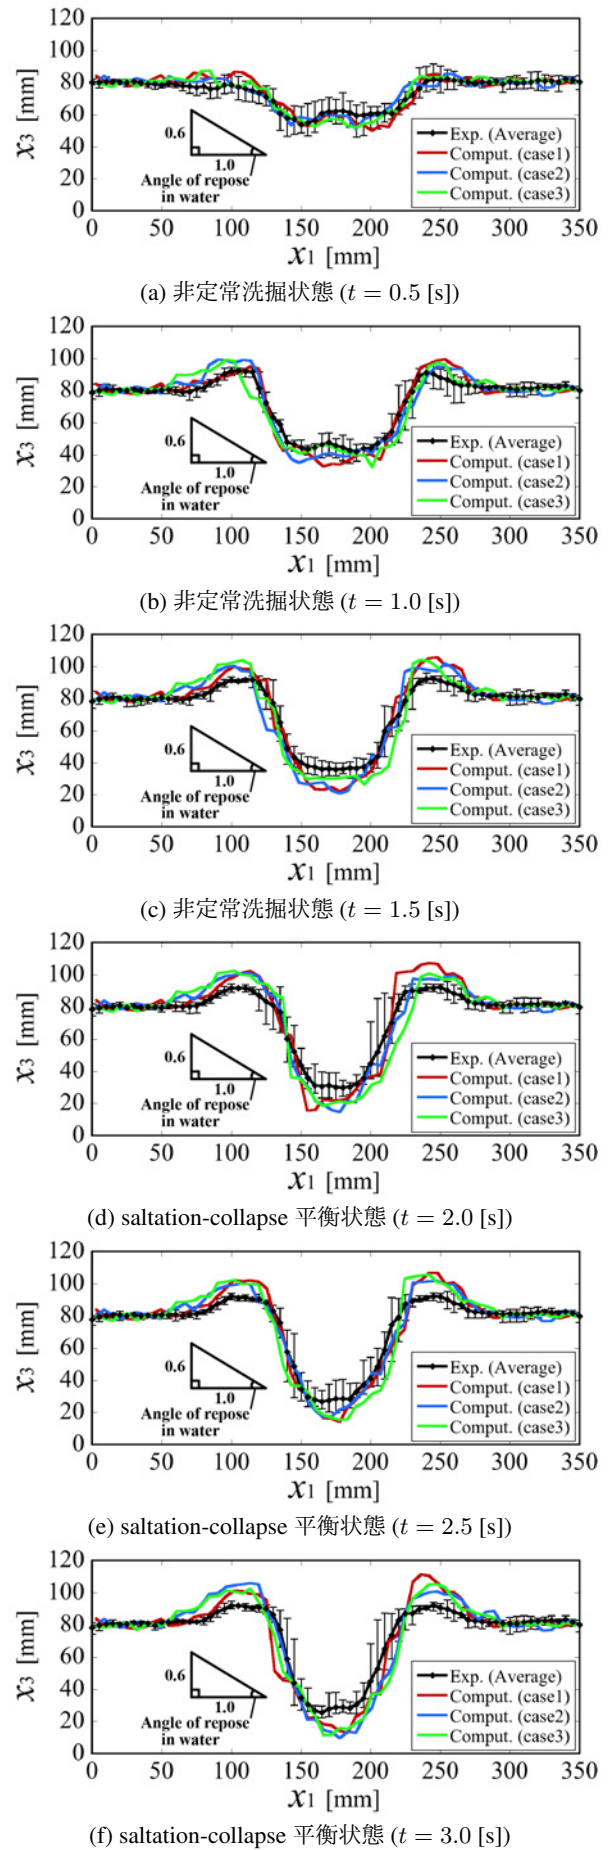 120
100
80
60
40
20
0
x3 [mm]
0.6
1.0
Angle of repose
in water
Exp. (Average)
Comput. (case1)
Comput. (case2)
Comput. (case3)
0 50 100 150 200 250 300 350
x1 [mm]
(a) 非定常洗掘状態 (t = 0.5 [s])
120
100
80
60
40
20
0
x3 [mm]
0.6
1.0
Angle of repose
in water
Exp. (Average)
Comput. (case1)
Comput. (case2)
Comput. (case3)
0 50 100 150 200 250 300 350
x1 [mm]
(b) 非定常洗掘状態 (t = 1.0 [s])
120
100
80
60
40
20
0
x3 [mm]
0.6
1.0
Angle of repose
in water
Exp. (Average)
Comput. (case1)
Comput. (case2)
Comput. (case3)
0 50 100 150 200 250 300 350
x1 [mm]
(c) 非定常洗掘状態 (t = 1.5 [s])
120
100
80
60
40
20
0
x3 [mm]
0.6
1.0
Angle of repose
in water
Exp. (Average)
Comput. (case1)
Comput. (case2)
Comput. (case3)
0 50 100 150 200 250 300 350
x1 [mm]
(d) saltation-collapse 平衡状態 (t = 2.0 [s])
120
100
80
60
40
20
0
x3 [mm]
0.6
1.0
Angle of repose
in water
Exp. (Average)
Comput. (case1)
Comput. (case2)
Comput. (case3)
0 50 100 150 200 250 300 350
x1 [mm]
(e) saltation-collapse 平衡状態 (t = 2.5 [s])
120
100
80
60
40
20
0
x3 [mm]
0.6
1.0
Angle of repose
in water
Exp. (Average)
Comput. (case1)
Comput. (case2)
Comput. (case3)
0 50 100 150 200 250 300 350
x1 [mm]
(f) saltation-collapse 平衡状態 (t = 3.0 [s])